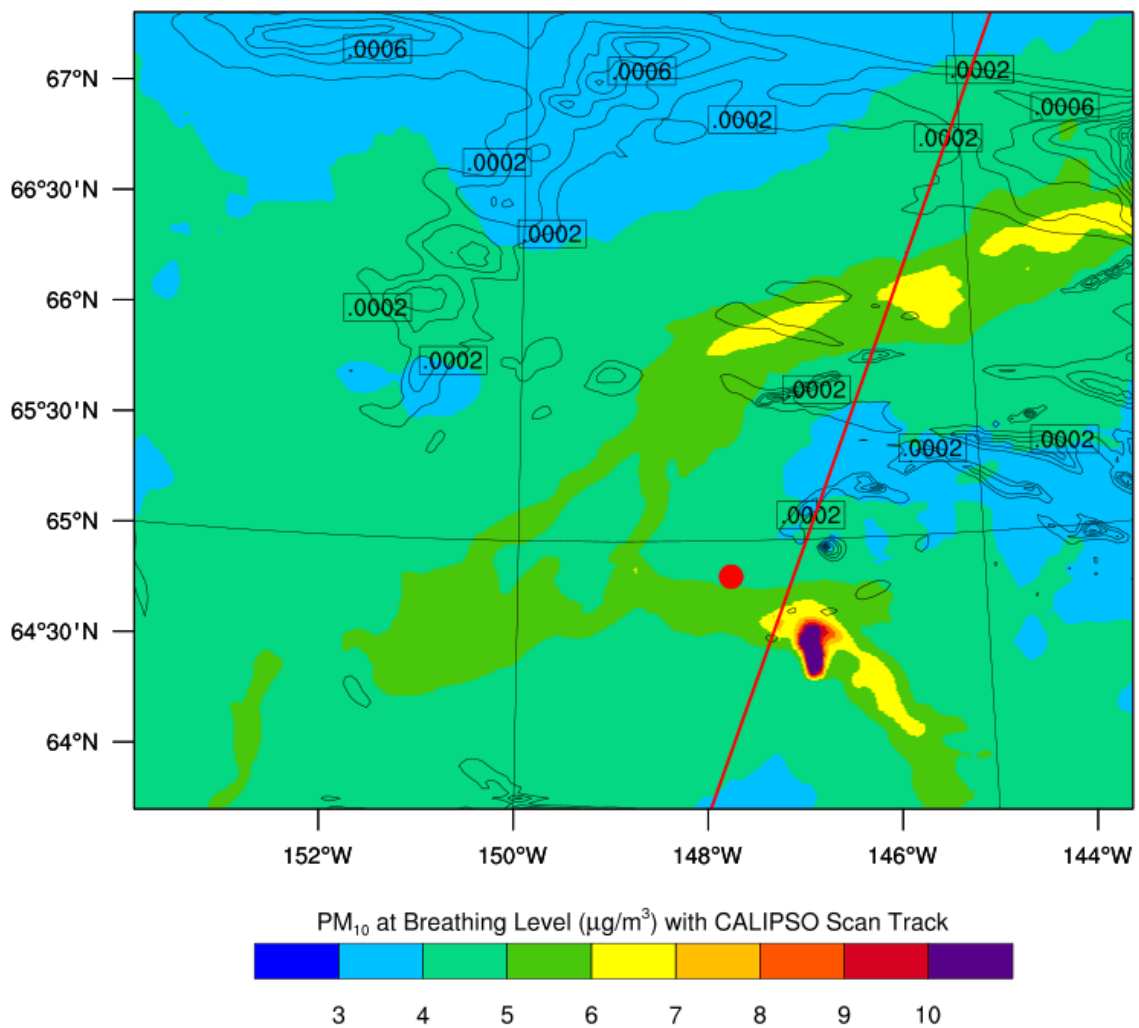 .0006
67°N
.0006
.0002
.0006
.0002
.0002
.0002
66°30'N
.0002
66°N
.0002
.0002
65°30'N
.0002
.0002
.0002
65°N
.0002
64°30'N
64°N
152°W 150°W 148°W 146°W 144°W
PM₁₀ at Breathing Level (μg/m³) with CALIPSO Scan Track
3 4 5 6 7 8 9 10